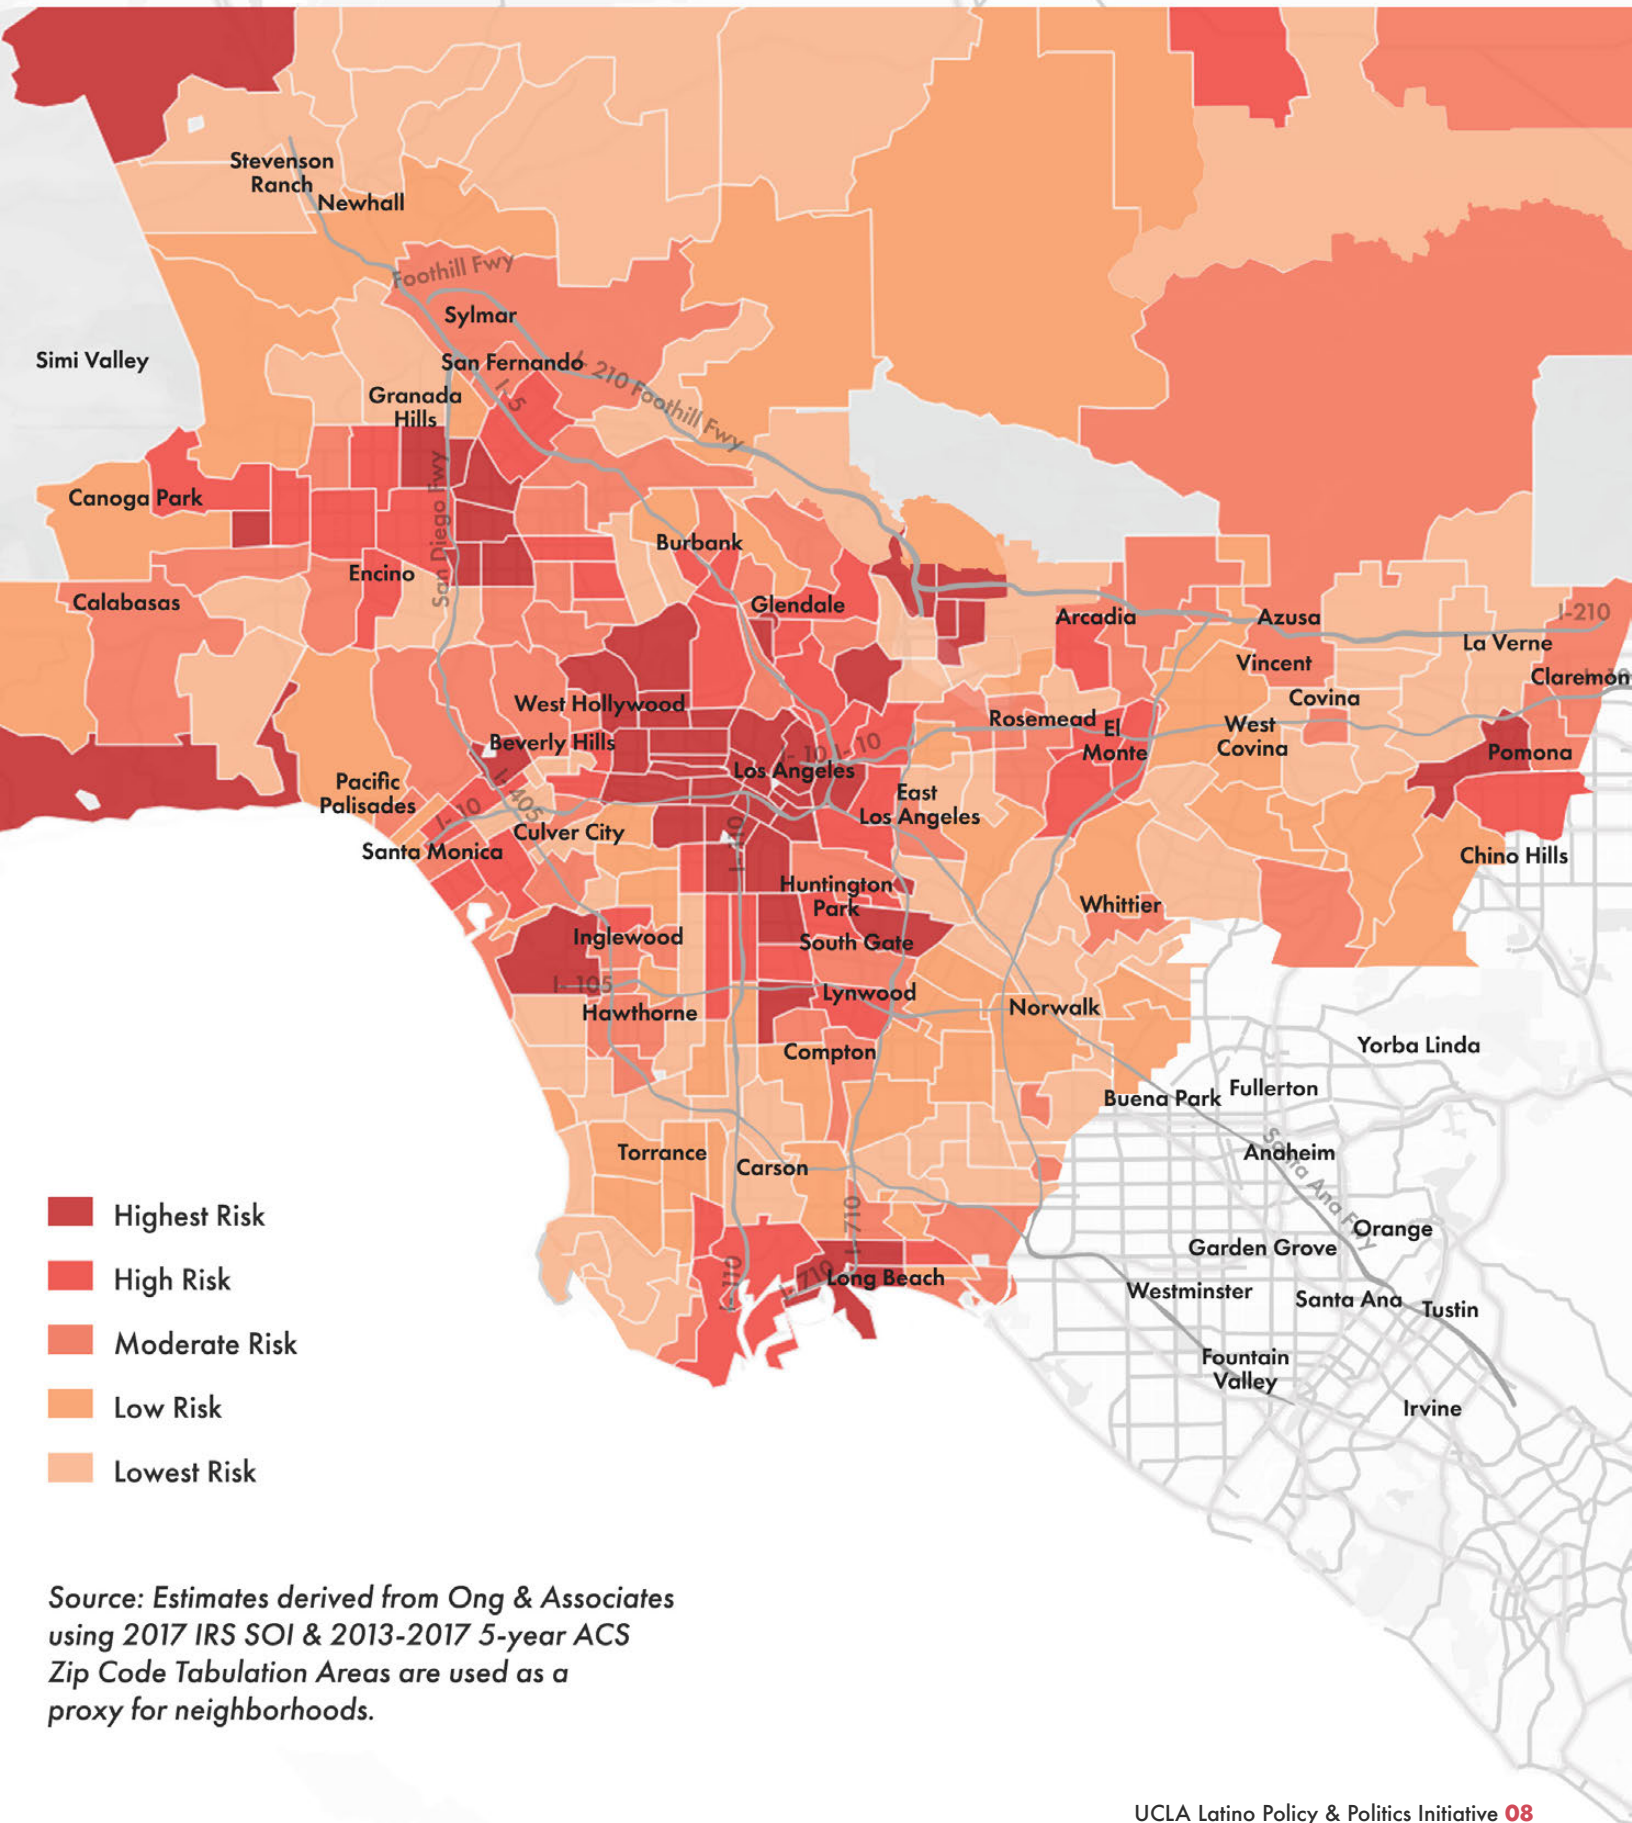 Stevenson
Ranch
Newhall
Foothill Fwy
Sylmar
Simi Valley
San Fernando
I- 210 Foothill Fwy
I-5
Granada
Hills
San Diego Fwy
Canoga Park
Burbank
Encino
Calabasas
Glendale
Arcadia
Azusa
I-210
La Verne
Vincent
Claremon
Covina
West Hollywood
Rosemead
El
Monte
West
Covina
Beverly Hills
I- 10 I- 10
Pomona
Los Angeles
Pacific
Palisades
I- 405
I- 10
East
Los Angeles
Culver City
I-110
Santa Monica
Chino Hills
Huntington
Park
Whittier
Inglewood
South Gate
I- 105
Lynwood
Hawthorne
Norwalk
Compton
Yorba Linda
Fullerton
Buena Park
Anaheim
Santa Ana Fwy
Torrance
Carson
I- 710
Orange
Garden Grove
I-110
I-710
Long Beach
Westminster
Santa Ana
Tustin
Fountain
Valley
Irvine
Highest Risk
High Risk
Moderate Risk
Low Risk
Lowest Risk
Source: Estimates derived from Ong & Associates
using 2017 IRS SOI & 2013-2017 5-year ACS
Zip Code Tabulation Areas are used as a
proxy for neighborhoods.
UCLA Latino Policy & Politics Initiative 08